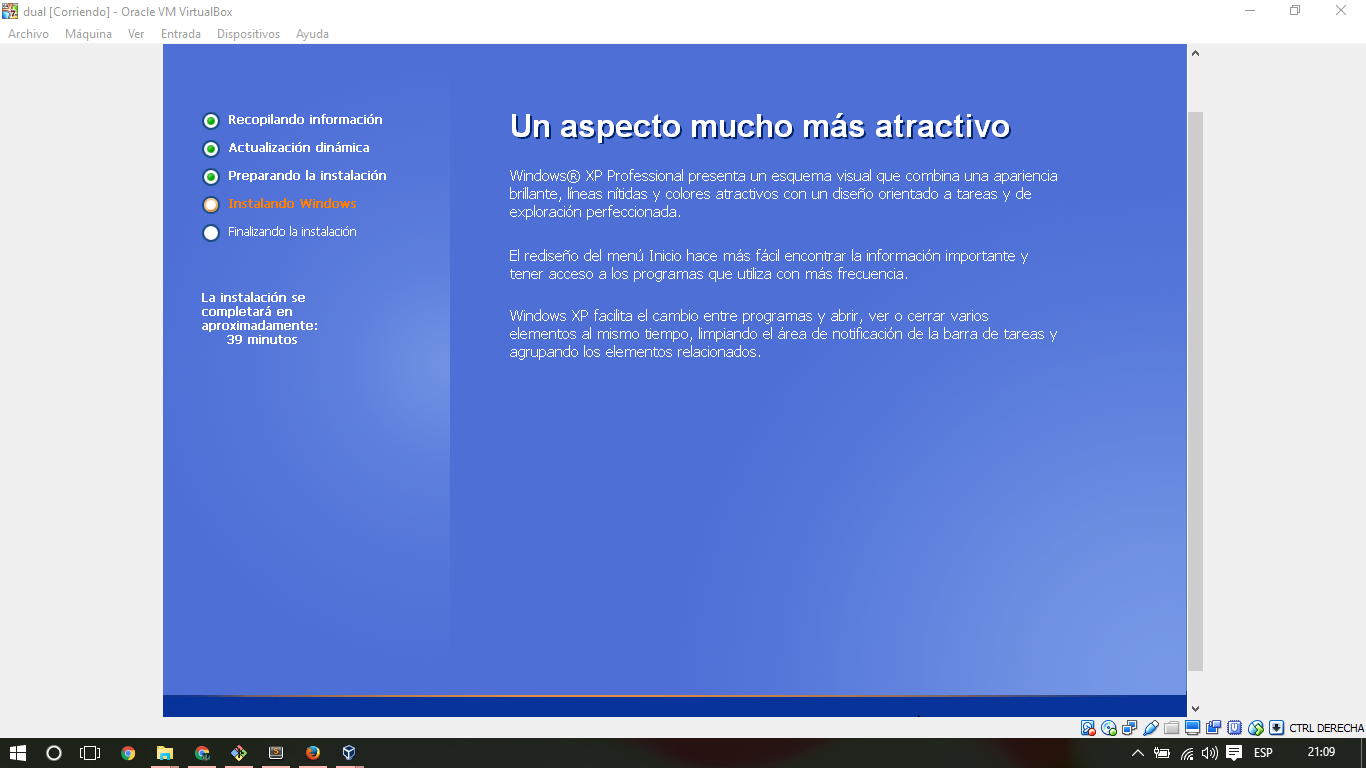 dual [Corriendo] - Oracle VM VirtualBox
Archivo Máquina Ver Entrada Dispositivos Ayuda
Recopilando información
Actualización dinámica
Preparando la instalación
Instalando Windows
Finalizando la instalación
La instalación se
completará en
aproximadamente:
39 minutos
Un aspecto mucho más atractivo
Windows® XP Professional presenta un esquema visual que combina una apariencia
brillante, líneas nítidas y colores atractivos con un diseño orientado a tareas y de
exploración perfeccionada.
El rediseño del menú Inicio hace más fácil encontrar la información importante y
tener acceso a los programas que utiliza con más frecuencia.
Windows XP facilita el cambio entre programas y abrir, ver o cerrar varios
elementos al mismo tiempo, limpiando el área de notificación de la barra de tareas y
agrupando los elementos relacionados.
CTRL DERECHA
ESP
21:09